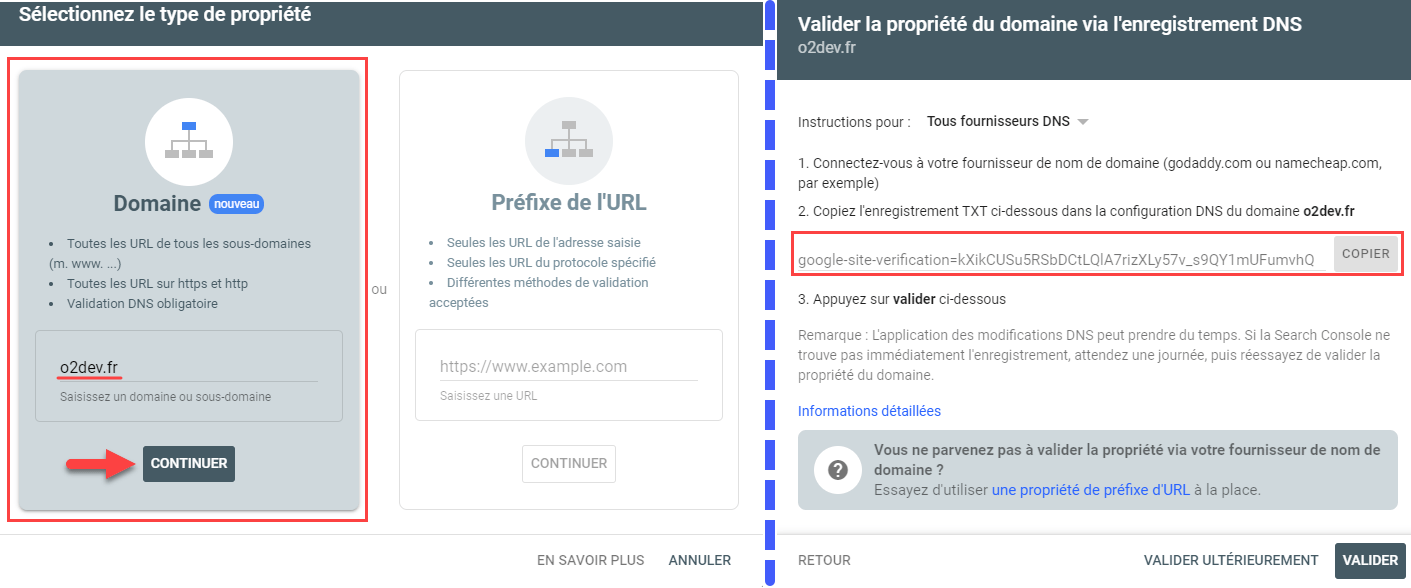 Sélectionnez le type de propriété
Domaine nouveau
• Toutes les URL de tous les sous-domaines
(m. www. ...)
• Toutes les URL sur https et http
• Validation DNS obligatoire
o2dev.fr
Saisissez un domaine ou sous-domaine
CONTINUER
ou
Préfixe de l'URL
• Seules les URL de l'adresse saisie
• Seules les URL du protocole spécifié
• Différentes méthodes de validation
acceptées
https://www.example.com
Saisissez une URL
CONTINUER
EN SAVOIR PLUS ANNULER
Valider la propriété du domaine via l'enregistrement DNS
o2dev.fr
Instructions pour : Tous fournisseurs DNS
1. Connectez-vous à votre fournisseur de nom de domaine (godaddy.com ou namecheap.com,
par exemple)
2. Copiez l'enregistrement TXT ci-dessous dans la configuration DNS du domaine o2dev.fr
google-site-verification=kXikCUSu5RSbDCtLQlA7rizXLy57v_s9QY1mUFumvhQ COPIER
3. Appuyez sur valider ci-dessous
Remarque : L'application des modifications DNS peut prendre du temps. Si la Search Console ne
trouve pas immédiatement l'enregistrement, attendez une journée, puis réessayez de valider la
propriété du domaine.
Informations détaillées
?
Vous ne parvenez pas à valider la propriété via votre fournisseur de nom de
domaine ?
Essayez d'utiliser une propriété de préfixe d'URL à la place.
RETOUR VALIDER ULTÉRIEUREMENT VALIDER